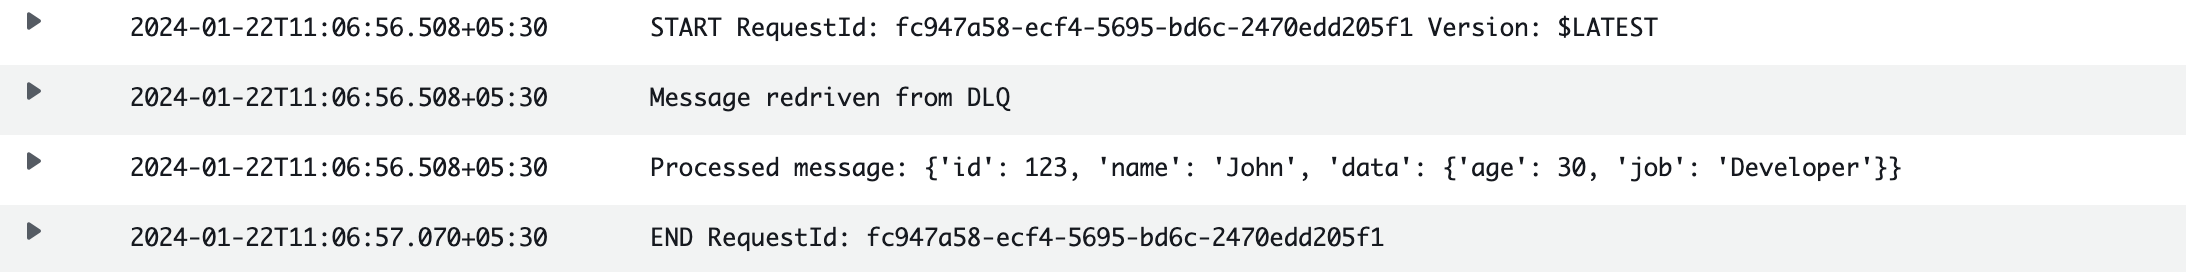 2024-01-22T11:06:56.508+05:30 START RequestId: fc947a58-ecf4-5695-bd6c-2470edd205f1 Version: $LATEST
2024-01-22T11:06:56.508+05:30 Message redriven from DLQ
2024-01-22T11:06:56.508+05:30 Processed message: {'id': 123, 'name': 'John', 'data': {'age': 30, 'job': 'Developer'}}
2024-01-22T11:06:57.070+05:30 END RequestId: fc947a58-ecf4-5695-bd6c-2470edd205f1